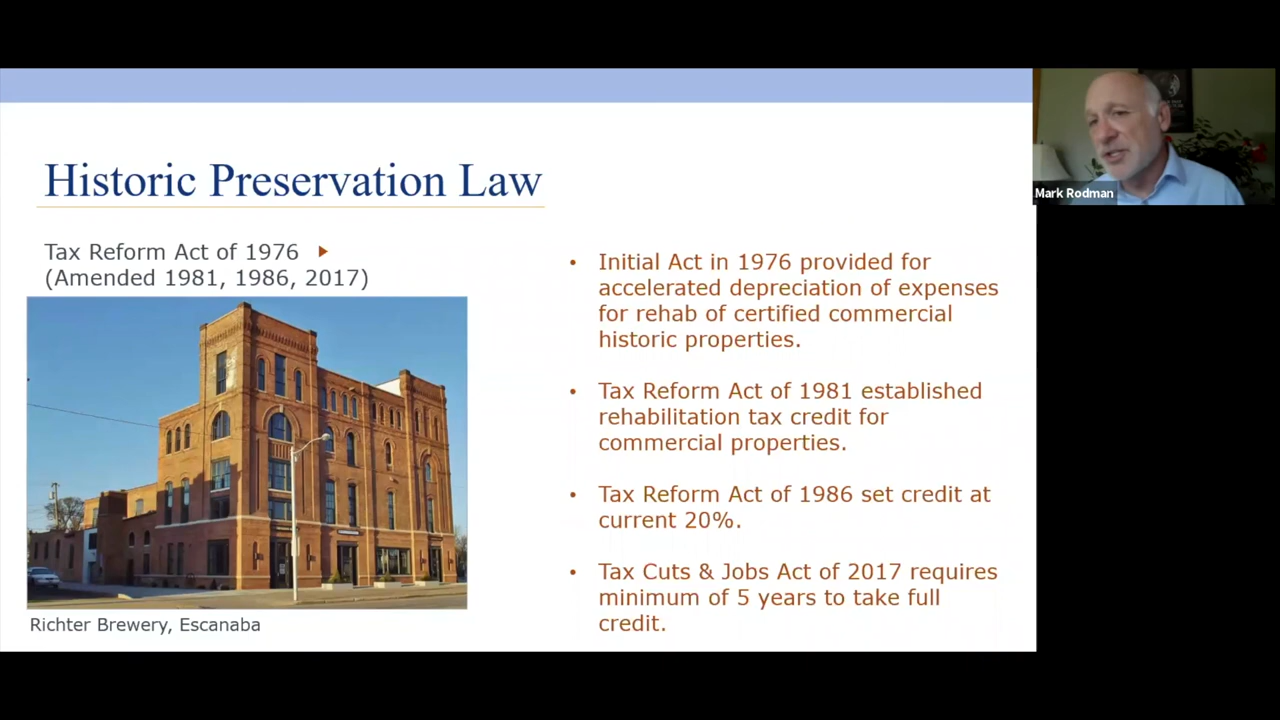 Historic Preservation Law
Tax Reform Act of 1976
(Amended 1981, 1986, 2017)
Richter Brewery, Escanaba
• Initial Act in 1976 provided for
accelerated depreciation of expenses
for rehab of certified commercial
historic properties.
• Tax Reform Act of 1981 established
rehabilitation tax credit for
commercial properties.
• Tax Reform Act of 1986 set credit at
current 20%.
• Tax Cuts & Jobs Act of 2017 requires
minimum of 5 years to take full
credit.
Mark Rodman